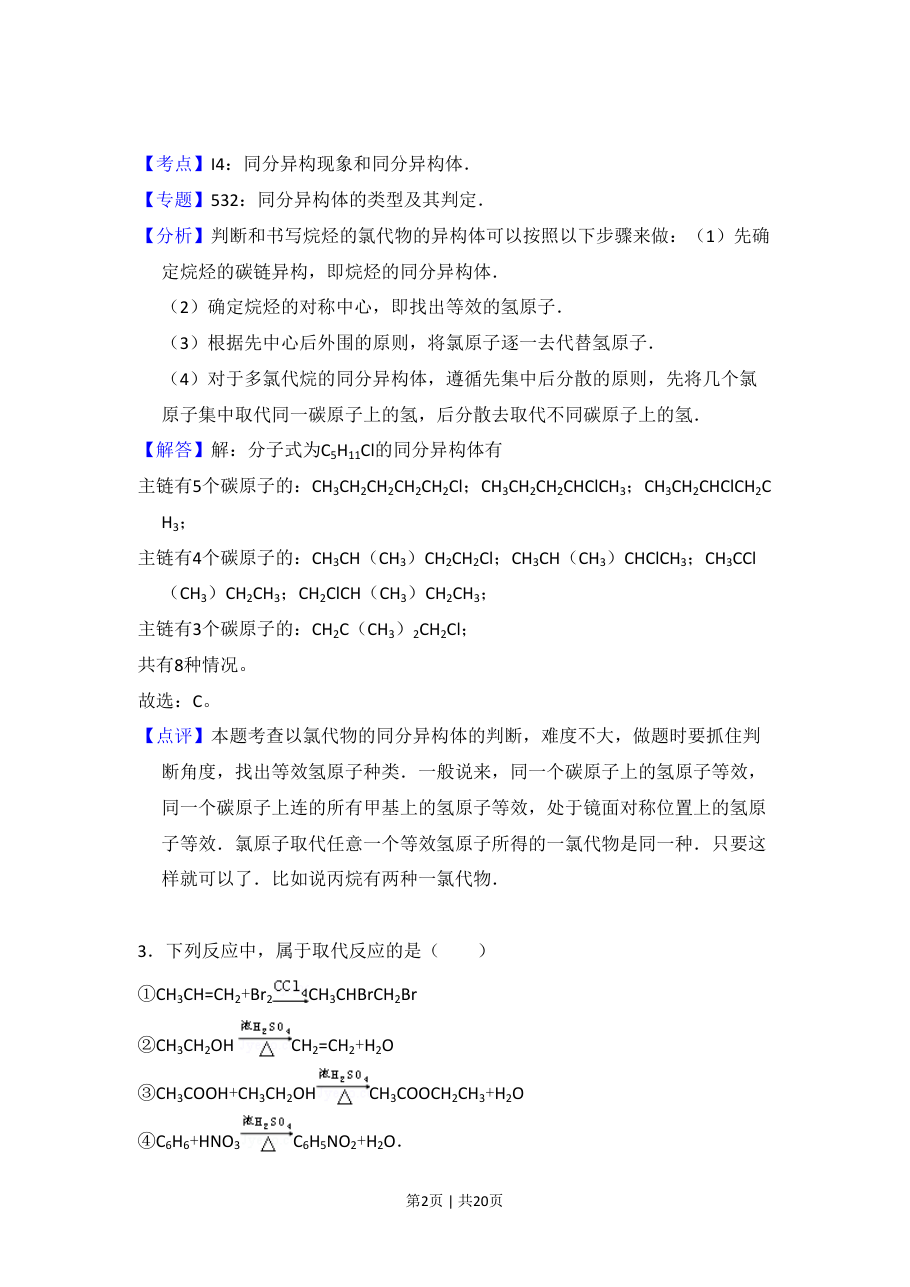 【考点】I4：同分异构现象和同分异构体．
【专题】532：同分异构体的类型及其判定．
【分析】判断和书写烷烃的氯代物的异构体可以按照以下步骤来做：（1）先确
定烷烃的碳链异构，即烷烃的同分异构体．
（2）确定烷烃的对称中心，即找出等效的氢原子．
（3）根据先中心后外围的原则，将氯原子逐一去代替氢原子．
（4）对于多氯代烷的同分异构体，遵循先集中后分散的原则，先将几个氯
原子集中取代同一碳原子上的氢，后分散去取代不同碳原子上的氢．
【解答】解：分子式为C₅H₁₁Cl的同分异构体有
主链有5个碳原子的：CH₃CH₂CH₂CH₂CH₂Cl；CH₃CH₂CH₂CHClCH₃；CH₃CH₂CHClCH₂C
H₃；
主链有4个碳原子的：CH₃CH（CH₃）CH₂CH₂Cl；CH₃CH（CH₃）CHClCH₃；CH₃CCl
（CH₃）CH₂CH₃；CH₂ClCH（CH₃）CH₂CH₃；
主链有3个碳原子的：CH₂C（CH₃）₂CH₂Cl；
共有8种情况。
故选：C。
【点评】本题考查以氯代物的同分异构体的判断，难度不大，做题时要抓住判
断角度，找出等效氢原子种类．一般说来，同一个碳原子上的氢原子等效，
同一个碳原子上连的所有甲基上的氢原子等效，处于镜面对称位置上的氢原
子等效．氯原子取代任意一个等效氢原子所得的一氯代物是同一种．只要这
样就可以了．比如说丙烷有两种一氯代物．
3．下列反应中，属于取代反应的是（　　）
①CH₃CH=CH₂+Br₂ CCl₄ CH₃CHBrCH₂Br
②CH₃CH₂OH 浓H₂SO₄ △ CH₂=CH₂+H₂O
③CH₃COOH+CH₃CH₂OH 浓H₂SO₄ △ CH₃COOCH₂CH₃+H₂O
④C₆H₆+HNO₃ 浓H₂SO₄ △ C₆H₅NO₂+H₂O．
第2页 | 共20页